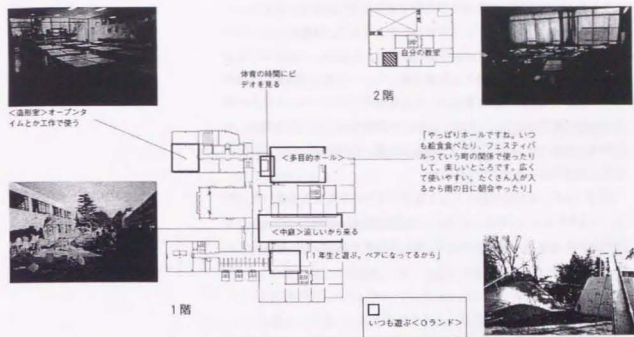 自分の教室
2階
体育の時間にビ
デオを見る
<造形室>オープンタ
イムとか工作で使う
<多目的ホール>
「やっぱりホールですね。いつ
も給食食べたり、フェスティバ
ルっていう町の関係で使ったり
して、楽しいところです。広く
て使いやすい。たくさん人が入
るから雨の日に朝会やったり」
<中庭>涼しいから来る
「1年生と遊ぶ。ペアになってるから」
1階
いつも遊ぶ<Oランド>